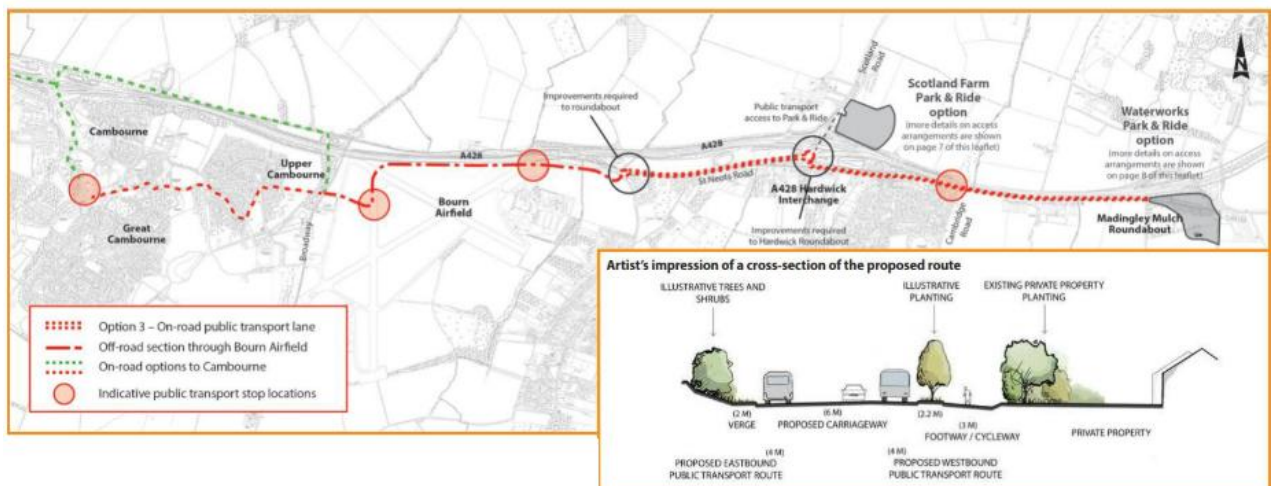 Cambourne
Upper
Cambourne
Great
Cambourne
Broadway
A428
Bourn
Airfield
Improvements required
to roundabout
St Neots Road
A428
Public transport
access to Park & Ride
Scotland
Road
Scotland Farm
Park & Ride
option
(more details on access
arrangements are shown
on page 7 of this leaflet)
A428 Hardwick
Interchange
Improvements required
to Hardwick Roundabout
Cambridge
Road
Waterworks
Park & Ride
option
(more details on access
arrangements are shown
on page 8 of this leaflet)
Madingley Mulch
Roundabout
N
Option 3 – On-road public transport lane
Off-road section through Bourn Airfield
On-road options to Cambourne
Indicative public transport stop locations
Artist's impression of a cross-section of the proposed route
ILLUSTRATIVE TREES AND
SHRUBS
ILLUSTRATIVE
PLANTING
EXISTING PRIVATE PROPERTY
PLANTING
(2 M)
VERGE
(6 M)
PROPOSED CARRIAGEWAY
(2.2 M)
(3 M)
FOOTWAY / CYCLEWAY
PRIVATE PROPERTY
(4 M)
PROPOSED EASTBOUND
PUBLIC TRANSPORT ROUTE
(4 M)
PROPOSED WESTBOUND
PUBLIC TRANSPORT ROUTE